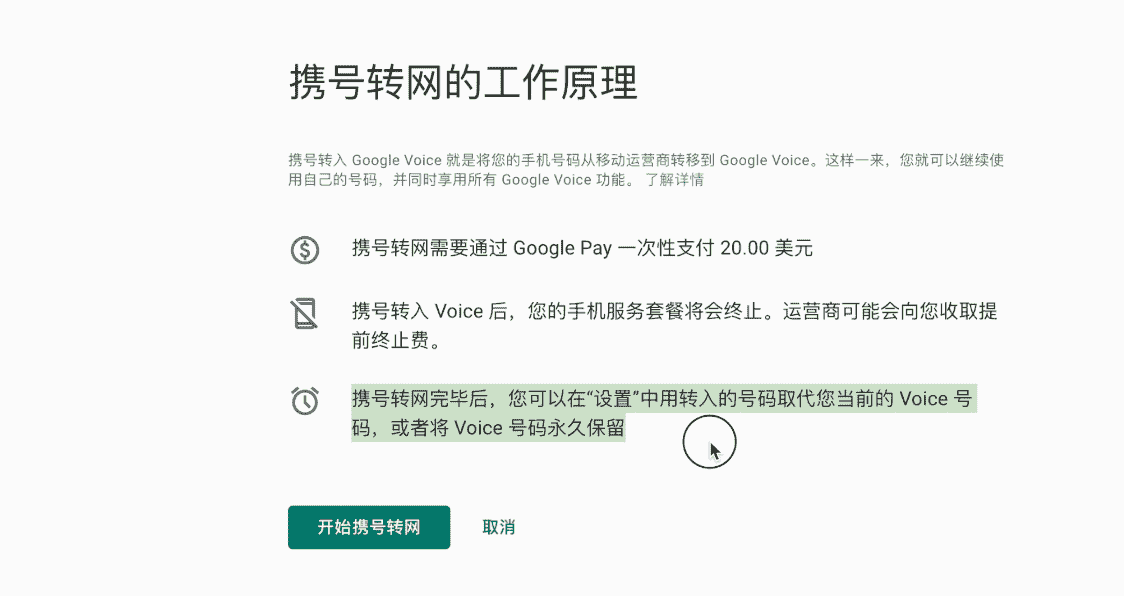 携号转网的工作原理
携号转入 Google Voice 就是将您的手机号码从移动运营商转移到 Google Voice。这样一来，您就可以继续使
用自己的号码，并同时享用所有 Google Voice 功能。 了解详情
携号转网需要通过 Google Pay 一次性支付 20.00 美元
携号转入 Voice 后，您的手机服务套餐将会终止。运营商可能会向您收取提
前终止费。
携号转网完毕后，您可以在“设置”中用转入的号码取代您当前的 Voice 号
码，或者将 Voice 号码永久保留
开始携号转网 取消